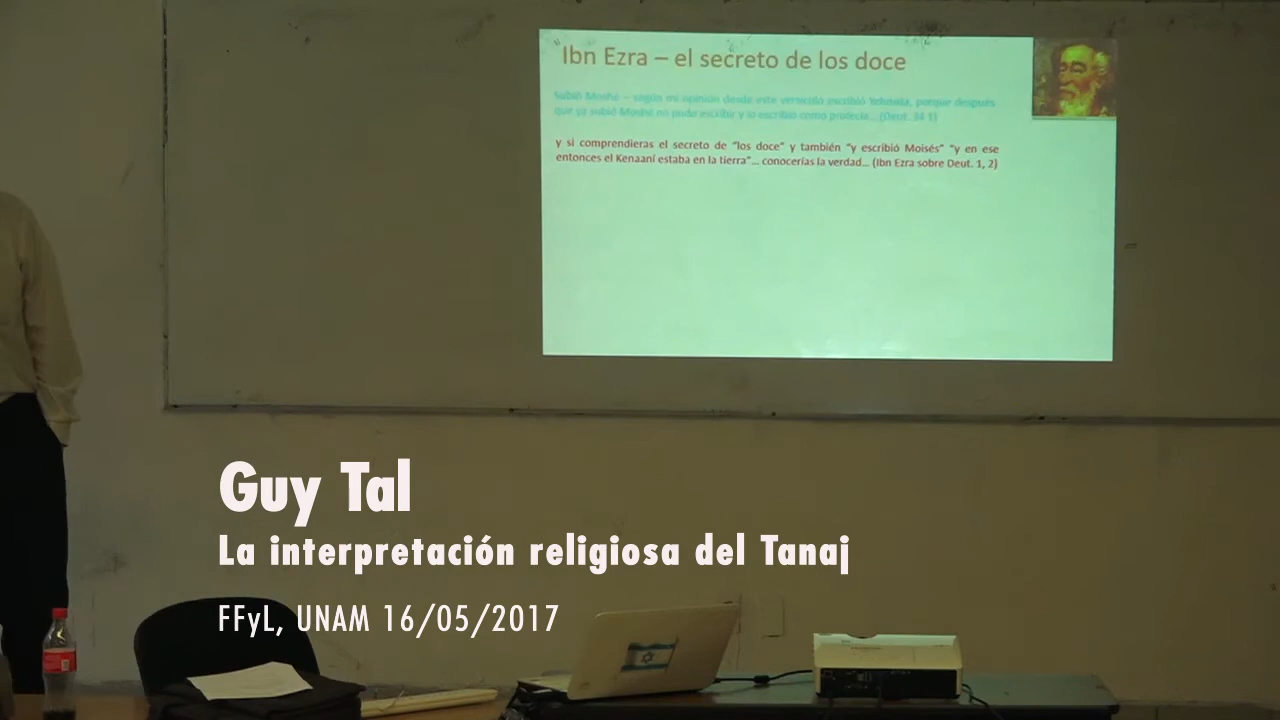 Ibn Ezra – el secreto de los doce
Subió Moshé – según mi opinión desde este versículo escribió Yehosúa, porque después
que ya subió Moshé no pudo escribir y lo escribió como profecía... (Deut. 34 1)
y si comprendieras el secreto de "los doce" y también "y escribió Moisés" "y en ese
entonces el Kenaaní estaba en la tierra"... conocerías la verdad... (Ibn Ezra sobre Deut. 1, 2)
Guy Tal
La interpretación religiosa del Tanaj
FFyL, UNAM 16/05/2017